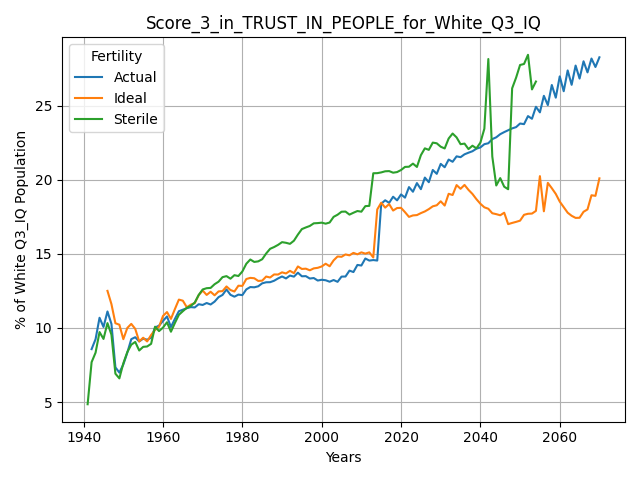 Score_3_in_TRUST_IN_PEOPLE_for_White_Q3_IQ
Fertility
Actual
Ideal
Sterile
% of White Q3_IQ Population
25
20
15
10
5
1940 1960 1980 2000 2020 2040 2060
Years